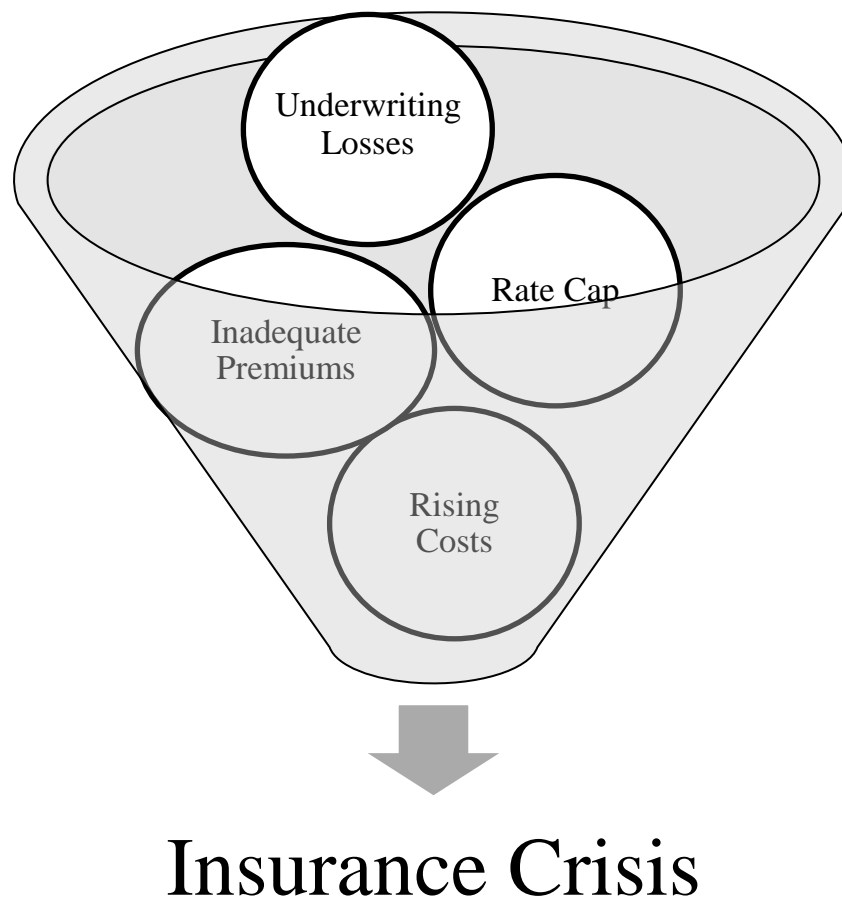 Underwriting
Losses
Rate Cap
Inadequate
Premiums
Rising
Costs
Insurance Crisis